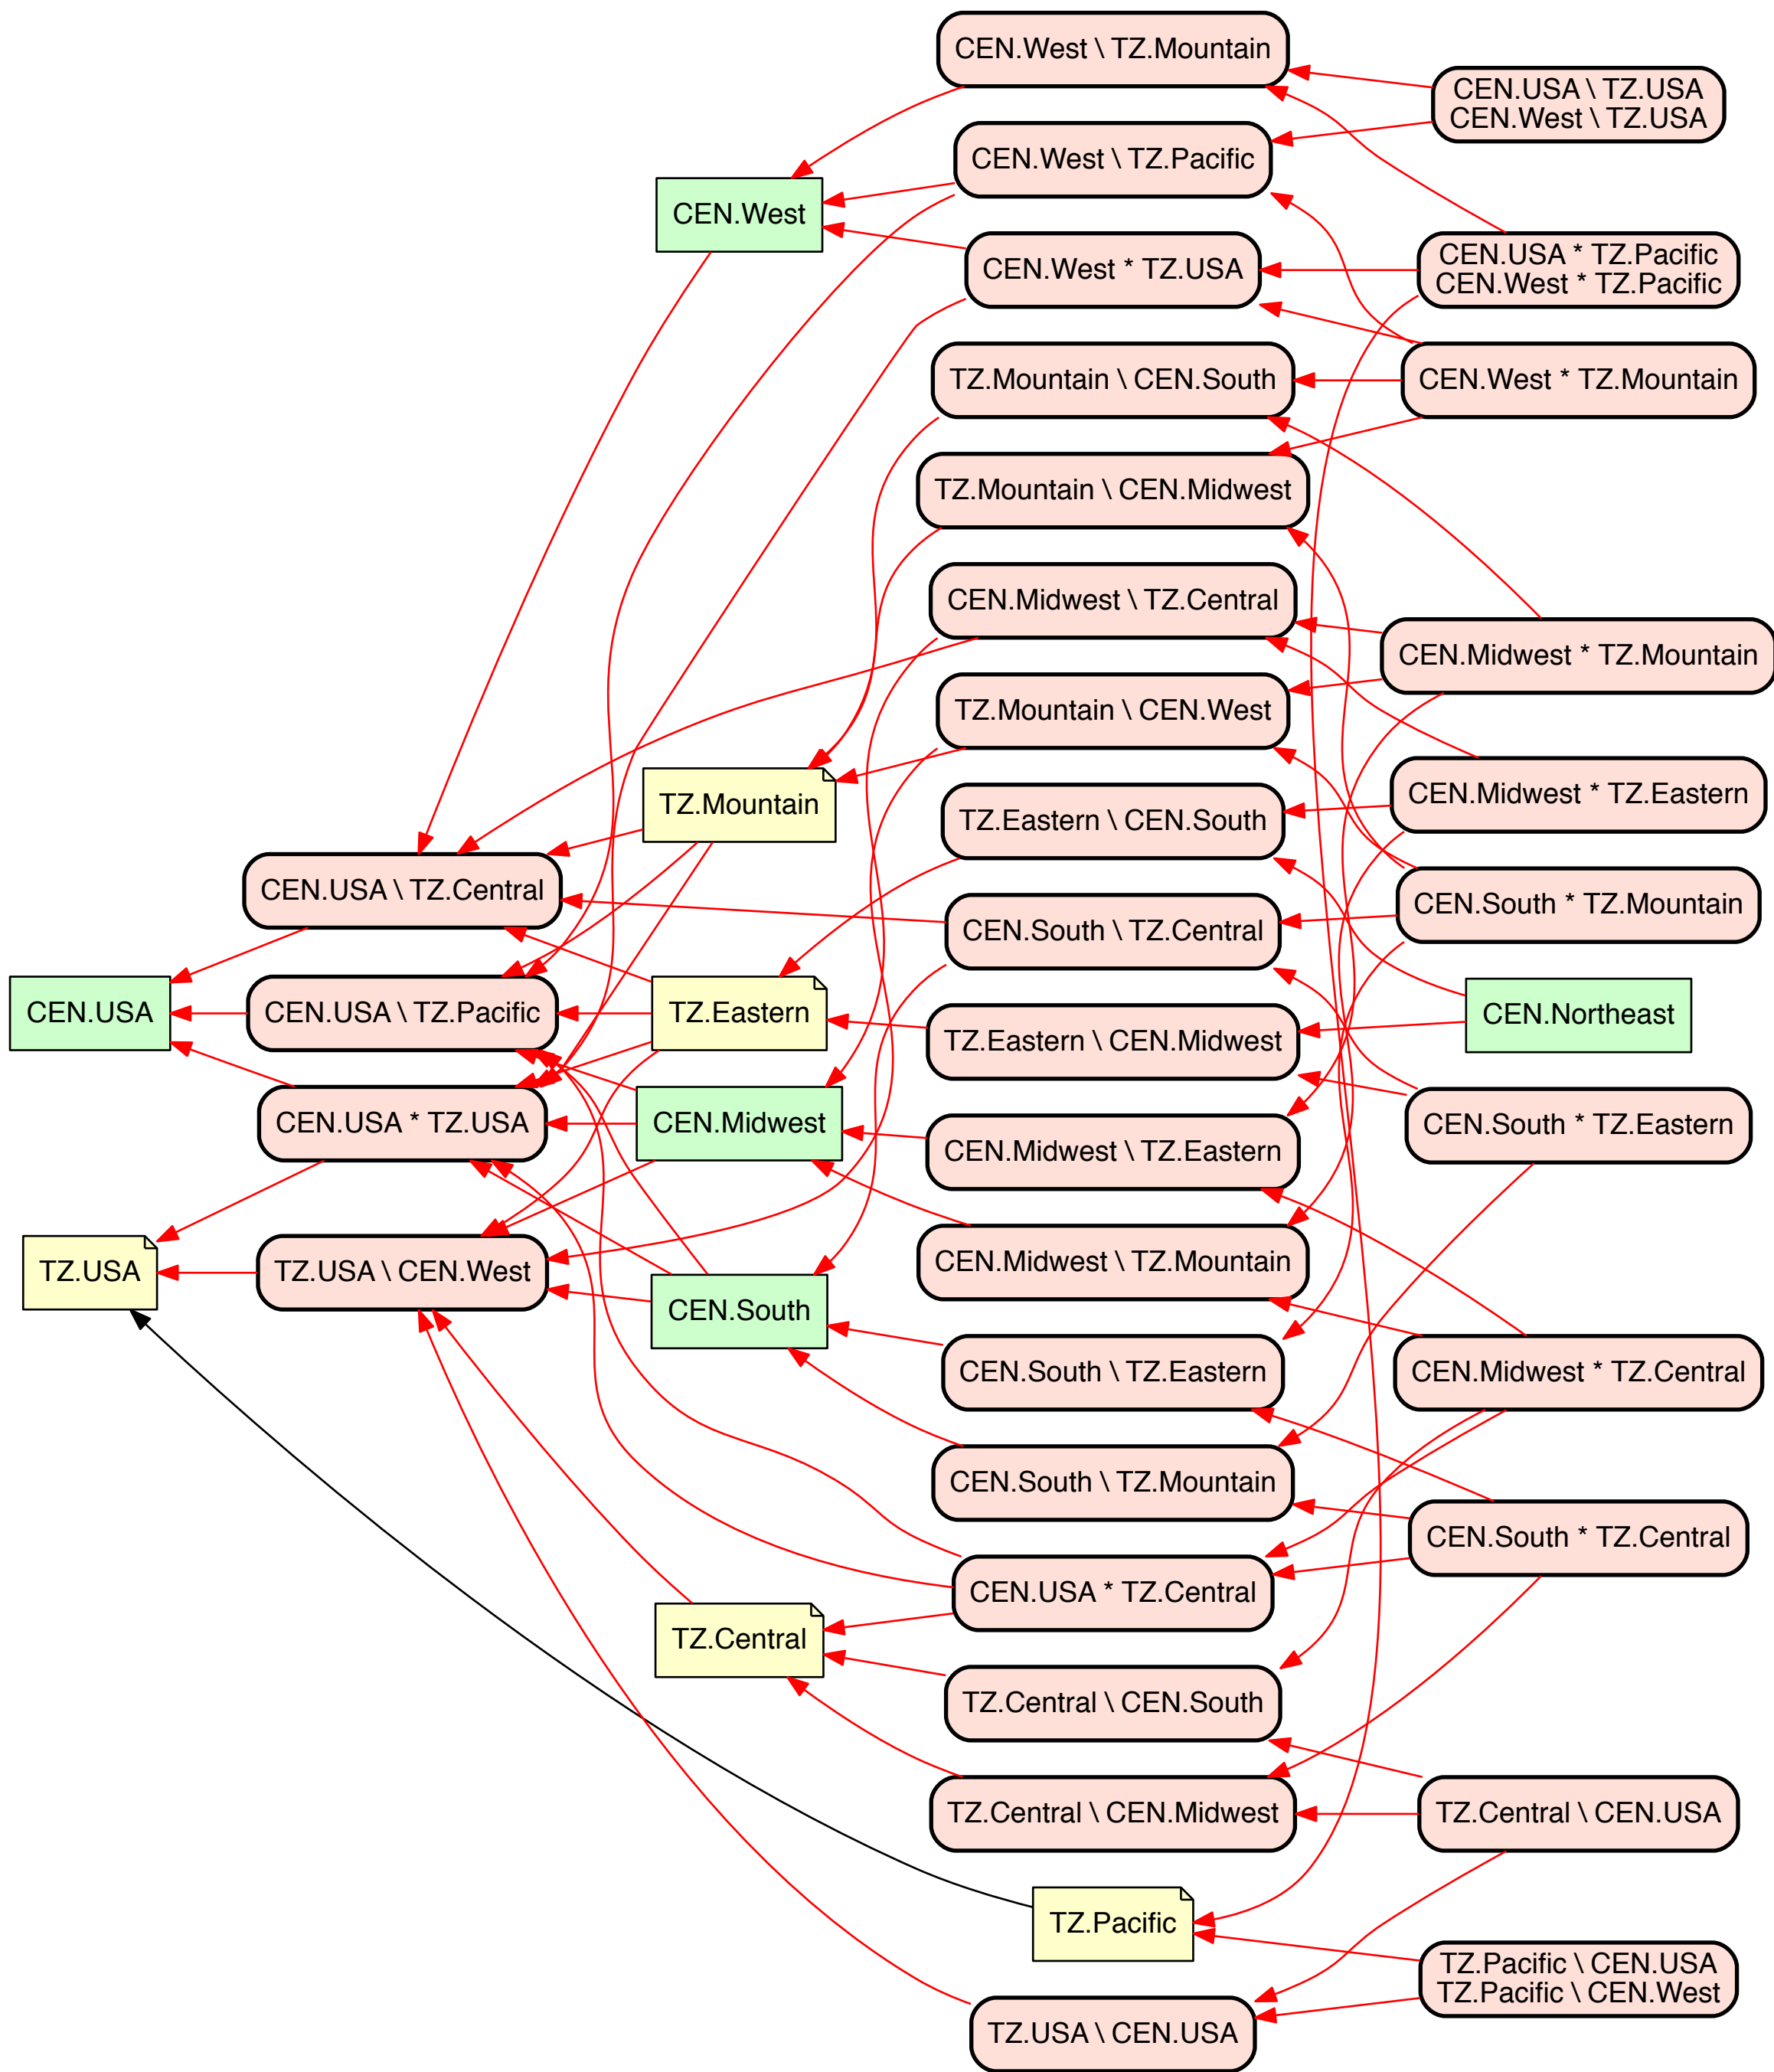 CEN.West \ TZ.Mountain
CEN.USA \ TZ.USA
CEN.West \ TZ.USA
CEN.West \ TZ.Pacific
CEN.West
CEN.West * TZ.USA
CEN.USA * TZ.Pacific
CEN.West * TZ.Pacific
TZ.Mountain \ CEN.South
CEN.West * TZ.Mountain
TZ.Mountain \ CEN.Midwest
CEN.Midwest \ TZ.Central
CEN.Midwest * TZ.Mountain
TZ.Mountain \ CEN.West
TZ.Mountain
CEN.Midwest * TZ.Eastern
TZ.Eastern \ CEN.South
CEN.USA \ TZ.Central
CEN.South * TZ.Mountain
CEN.South \ TZ.Central
CEN.USA
CEN.USA \ TZ.Pacific
TZ.Eastern
CEN.Northeast
TZ.Eastern \ CEN.Midwest
CEN.USA * TZ.USA
CEN.Midwest
CEN.South * TZ.Eastern
CEN.Midwest \ TZ.Eastern
TZ.USA
TZ.USA \ CEN.West
CEN.Midwest \ TZ.Mountain
CEN.South
CEN.South \ TZ.Eastern
CEN.Midwest * TZ.Central
CEN.South \ TZ.Mountain
CEN.South * TZ.Central
CEN.USA * TZ.Central
TZ.Central
TZ.Central \ CEN.South
TZ.Central \ CEN.Midwest
TZ.Central \ CEN.USA
TZ.Pacific
TZ.Pacific \ CEN.USA
TZ.Pacific \ CEN.West
TZ.USA \ CEN.USA